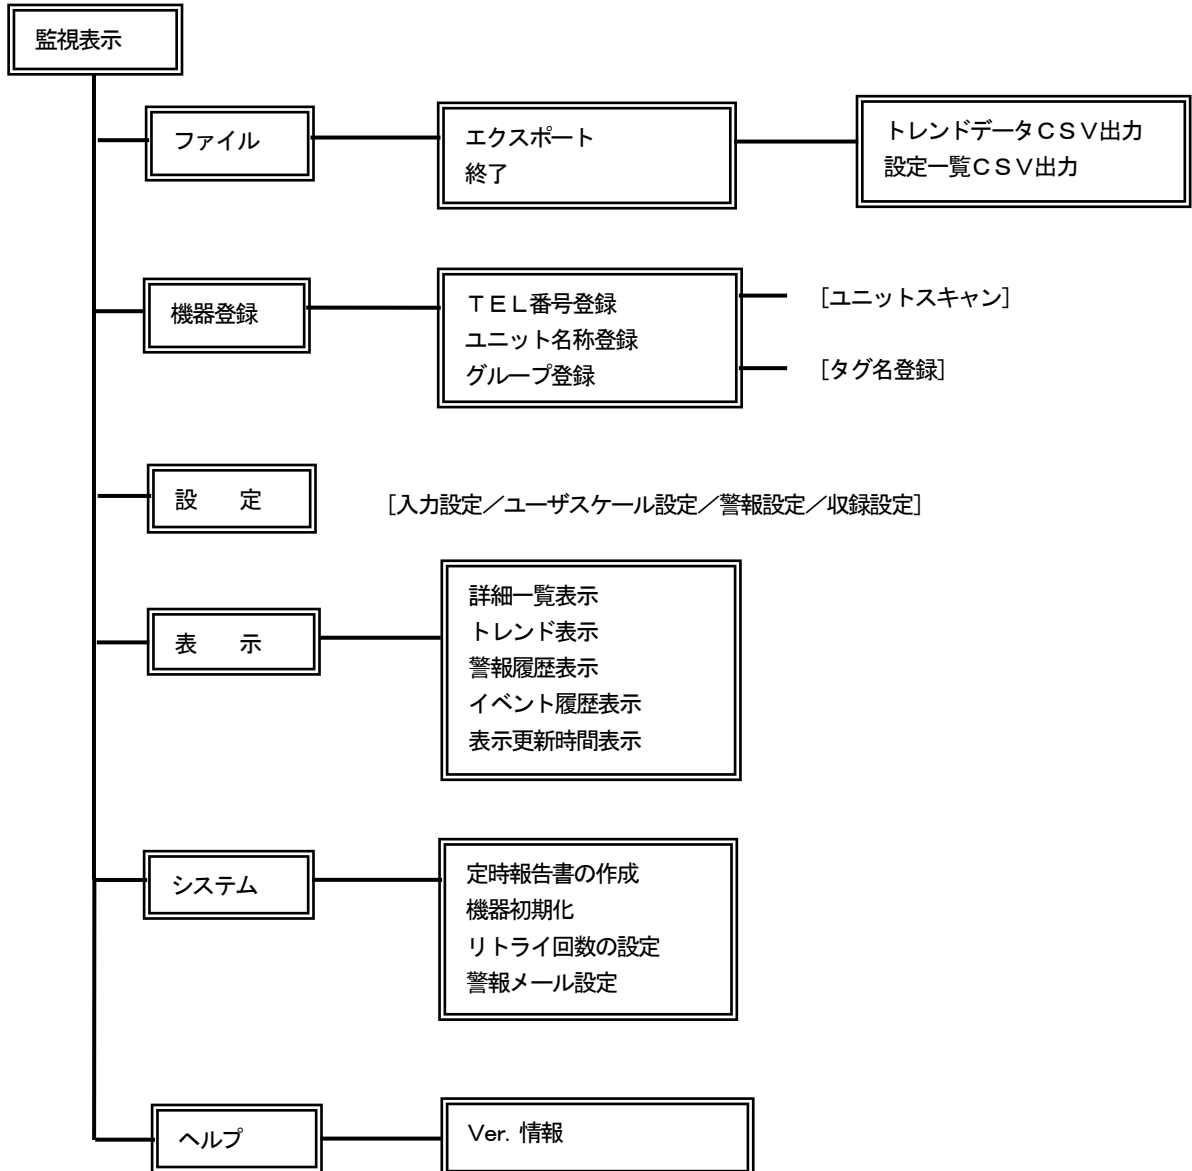 監視表示
ファイル
エクスポート
終了
トレンドデータＣＳＶ出力
設定一覧ＣＳＶ出力
機器登録
ＴＥＬ番号登録
ユニット名称登録
グループ登録
［ユニットスキャン］
［タグ名登録］
設　　定
［入力設定／ユーザスケール設定／警報設定／収録設定］
表　　示
詳細一覧表示
トレンド表示
警報履歴表示
イベント履歴表示
表示更新時間表示
システム
定時報告書の作成
機器初期化
リトライ回数の設定
警報メール設定
ヘルプ
Ver. 情報